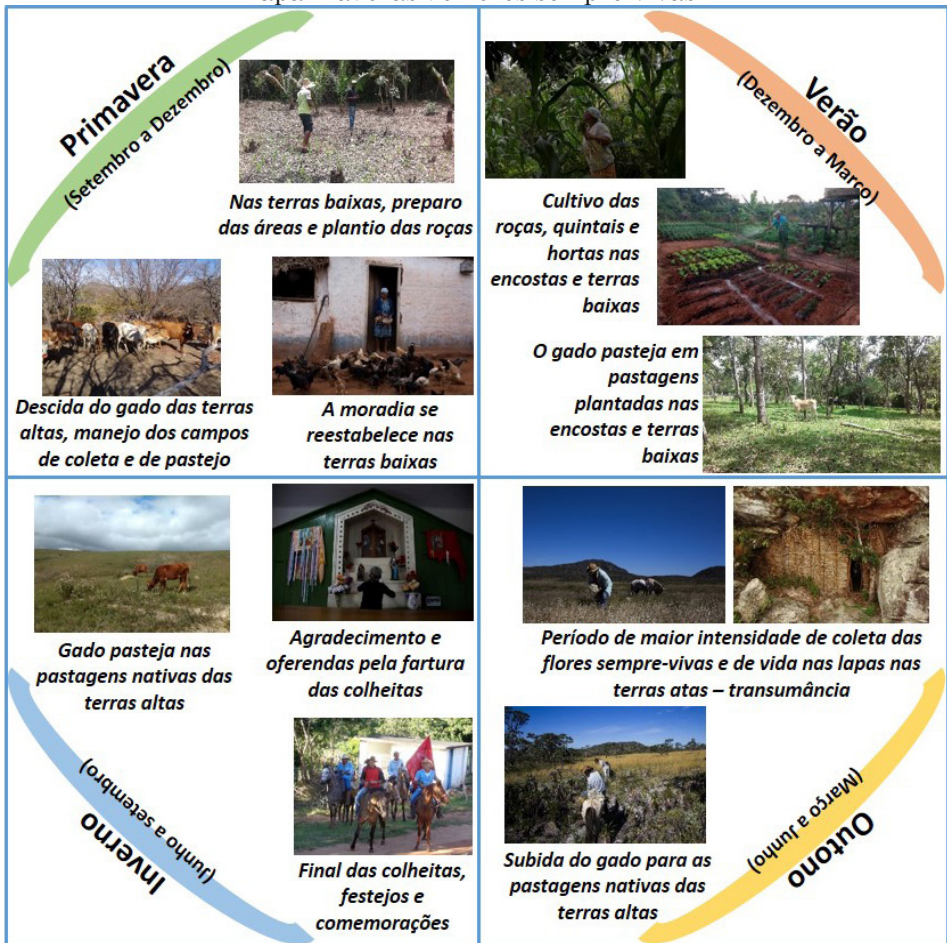 Primavera
(Setembro a Dezembro)
Nas terras baixas, preparo
das áreas e plantio das roças
Descida do gado das terras
altas, manejo dos campos
de coleta e de pastejo
A moradia se
reestabelece nas
terras baixas
Verão
(Dezembro a Março)
Cultivo das
roças, quintais e
hortas nas
encostas e terras
baixas
O gado pasteja em
pastagens
plantadas nas
encostas e terras
baixas
Gado pasteja nas
pastagens nativas das
terras altas
Agradecimento e
oferendas pela fartura
das colheitas
Inverno
(Junho a setembro)
Final das colheitas,
festejos e
comemorações
Período de maior intensidade de coleta das
flores sempre-vivas e de vida nas lapas nas
terras atas – transumância
Subida do gado para as
pastagens nativas das
terras altas
Outono
(Março a Junho)